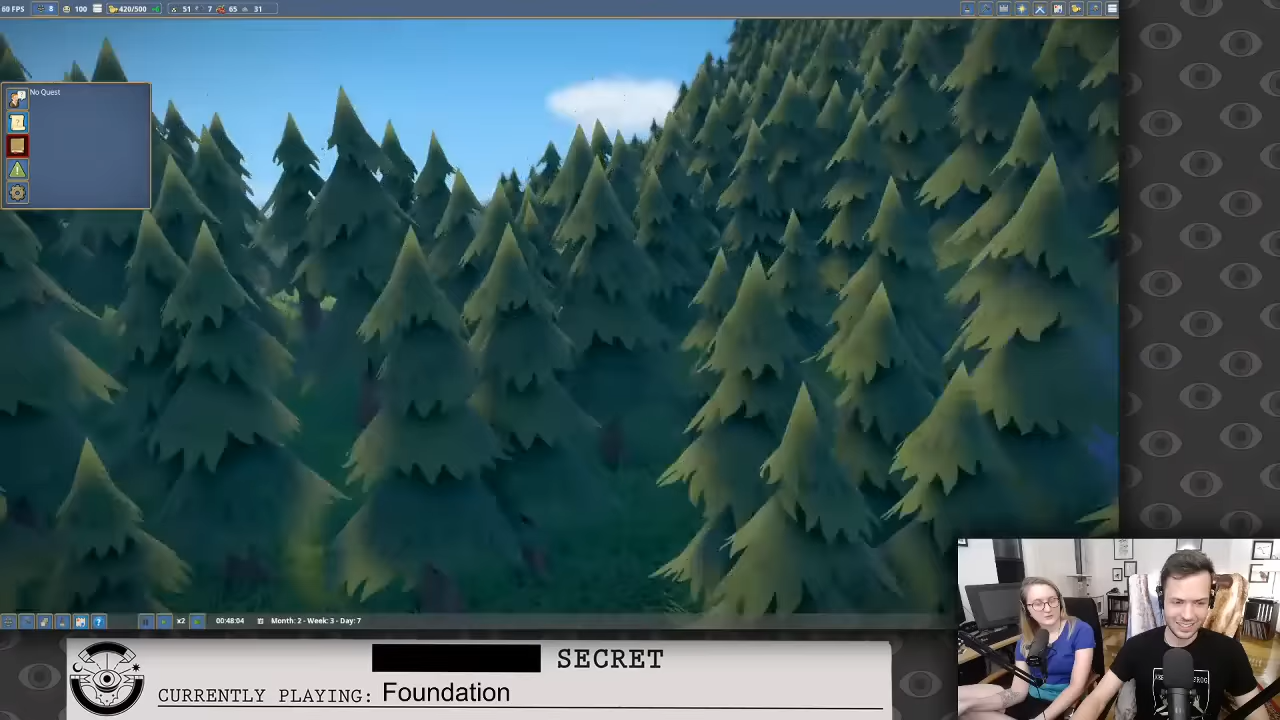 60 FPS 8 100 420/500 51 7 65 31
No Quest
x2 00:48:04 Month: 2 - Week: 3 - Day: 7
SECRET
CURRENTLY PLAYING: Foundation